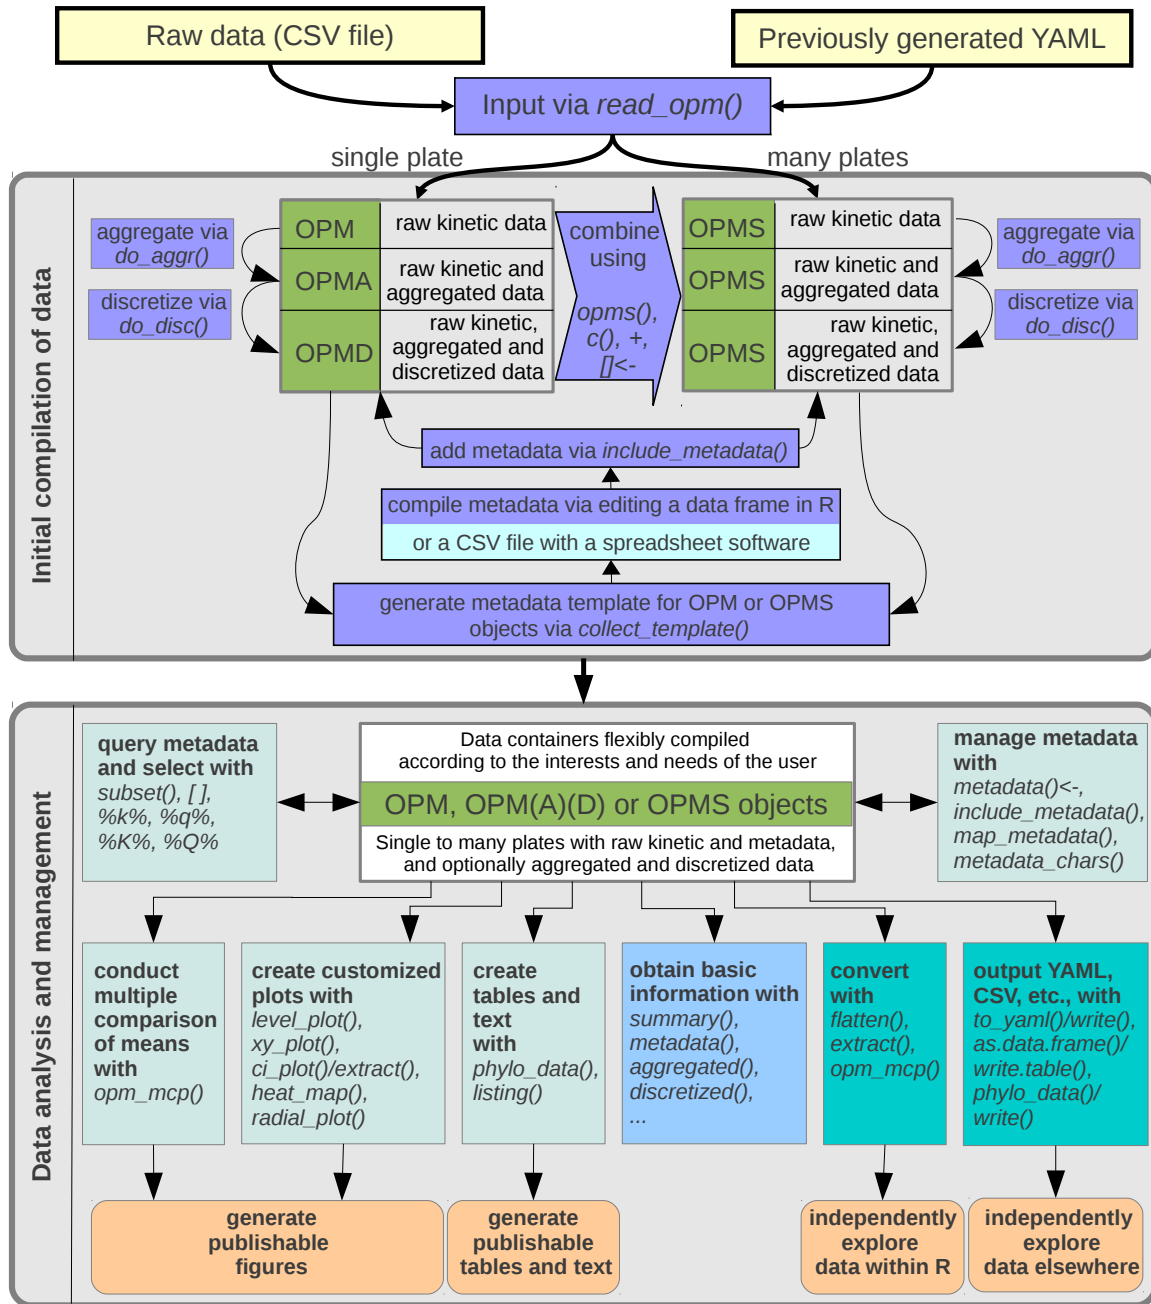 Raw data (CSV file)
Previously generated YAML
Input via read_opm()
single plate
many plates
Initial compilation of data
aggregate via
do_aggr()
discretize via
do_disc()
OPM
raw kinetic data
OPMA
raw kinetic and
aggregated data
OPMD
raw kinetic,
aggregated and
discretized data
combine
using
opms(),
c(), +,
[]<-
OPMS
raw kinetic data
OPMS
raw kinetic and
aggregated data
OPMS
raw kinetic,
aggregated and
discretized data
aggregate via
do_aggr()
discretize via
do_disc()
add metadata via include_metadata()
compile metadata via editing a data frame in R
or a CSV file with a spreadsheet software
generate metadata template for OPM or OPMS
objects via collect_template()
Data analysis and management
query metadata
and select with
subset(), [ ],
%k%, %q%,
%K%, %Q%
Data containers flexibly compiled
according to the interests and needs of the user
OPM, OPM(A)(D) or OPMS objects
Single to many plates with raw kinetic and metadata,
and optionally aggregated and discretized data
manage metadata
with
metadata()<-,
include_metadata(),
map_metadata(),
metadata_chars()
conduct
multiple
comparison
of means
with
opm_mcp()
create customized
plots with
level_plot(),
xy_plot(),
ci_plot()/extract(),
heat_map(),
radial_plot()
create
tables and
text
with
phylo_data(),
listing()
obtain basic
information with
summary(),
metadata(),
aggregated(),
discretized(),
...
convert
with
flatten(),
extract(),
opm_mcp()
output YAML,
CSV, etc., with
to_yaml()/write(),
as.data.frame()/
write.table(),
phylo_data()/
write()
generate
publishable
figures
generate
publishable
tables and text
independently
explore
data within R
independently
explore
data elsewhere